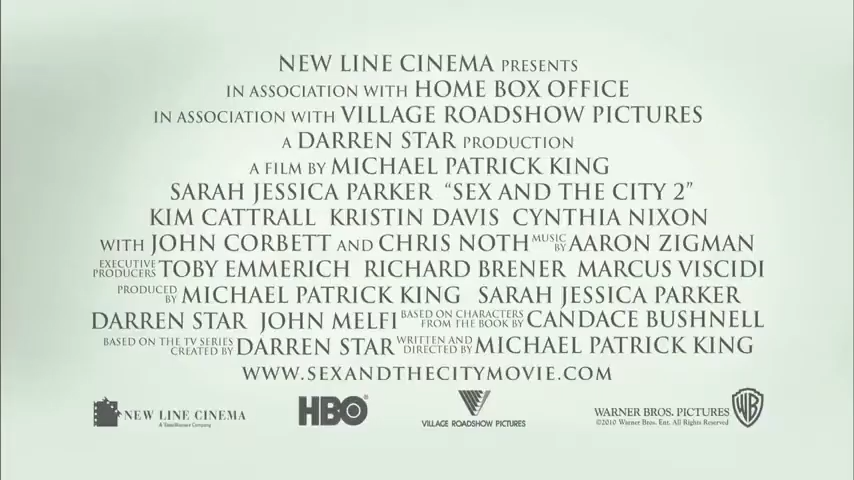 NEW LINE CINEMA PRESENTS
IN ASSOCIATION WITH HOME BOX OFFICE
IN ASSOCIATION WITH VILLAGE ROADSHOW PICTURES
A DARREN STAR PRODUCTION
A FILM BY MICHAEL PATRICK KING
SARAH JESSICA PARKER “SEX AND THE CITY 2”
KIM CATTRALL KRISTIN DAVIS CYNTHIA NIXON
WITH JOHN CORBETT AND CHRIS NOTH MUSIC BY AARON ZIGMAN
EXECUTIVE PRODUCERS TOBY EMMERICH RICHARD BRENER MARCUS VISCIDI
PRODUCED BY MICHAEL PATRICK KING SARAH JESSICA PARKER
DARREN STAR JOHN MELFI BASED ON CHARACTERS FROM THE BOOK BY CANDACE BUSHNELL
BASED ON THE TV SERIES CREATED BY DARREN STAR WRITTEN AND DIRECTED BY MICHAEL PATRICK KING
WWW.SEXANDTHECITYMOVIE.COM
NEW LINE CINEMA
A TimeWarner Company
HBO®
VILLAGE ROADSHOW PICTURES
WARNER BROS. PICTURES
©2010 Warner Bros. Ent. All Rights Reserved
WB